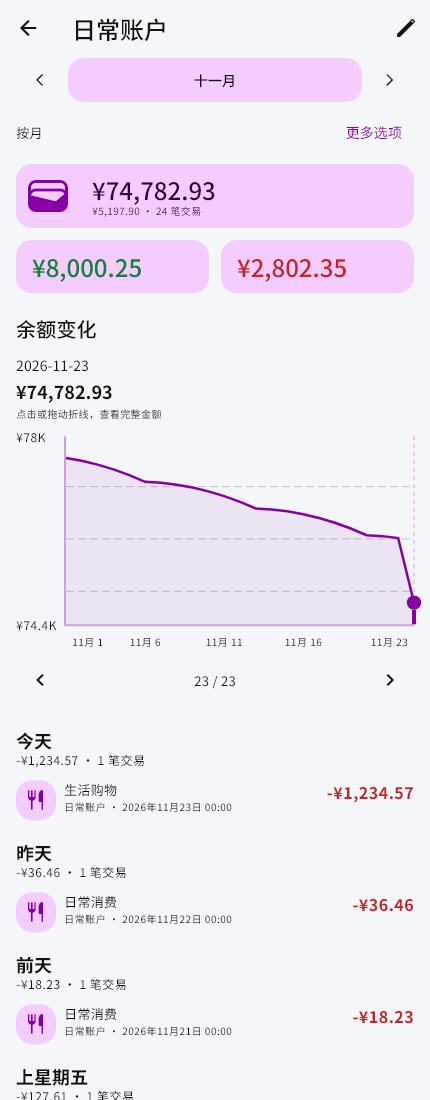 日常账户
十一月
按月
更多选项
¥74,782.93
¥5,197.90 • 24 笔交易
¥8,000.25
¥2,802.35
余额变化
2026-11-23
¥74,782.93
点击或拖动折线，查看完整金额
¥78K
¥74.4K
11月 1
11月 6
11月 11
11月 16
11月 23
23 / 23
今天
-¥1,234.57 • 1 笔交易
生活购物
-¥1,234.57
日常账户 • 2026年11月23日 00:00
昨天
-¥36.46 • 1 笔交易
日常消费
-¥36.46
日常账户 • 2026年11月22日 00:00
前天
-¥18.23 • 1 笔交易
日常消费
-¥18.23
日常账户 • 2026年11月21日 00:00
上星期五
-¥127.61 • 1 笔交易